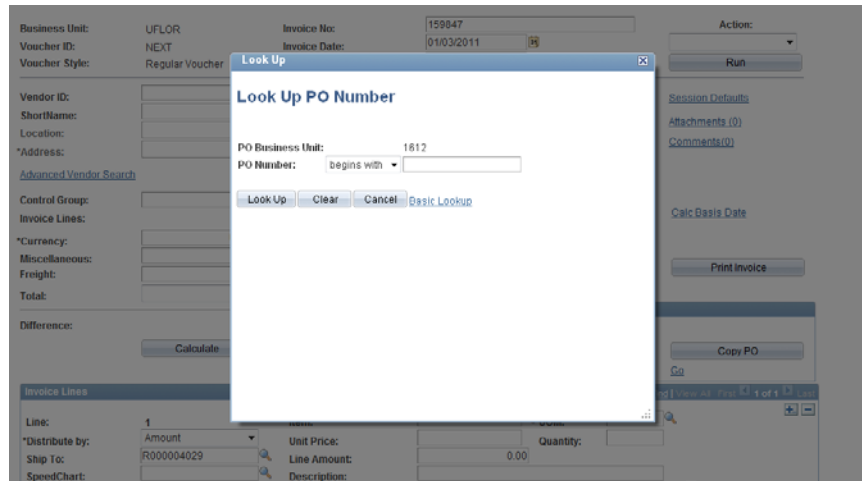 Business Unit: UFLOR Invoice No: 159847 Action:
Voucher ID: NEXT Invoice Date: 01/03/2011
Voucher Style: Regular Voucher Run
Look Up
Look Up PO Number
PO Business Unit: 1612
PO Number: begins with
Look Up Clear Cancel Basic Lookup
Vendor ID: Session Defaults
ShortName:
Attachments (0)
Location:
Comments(0)
*Address:
Advanced Vendor Search
Control Group:
Calc Basis Date
Invoice Lines:
*Currency:
Miscellaneous:
Print Invoice
Freight:
Total:
Difference:
Calculate Copy PO
Go
Invoice Lines View All First 1 of 1 Last
Line: 1
*Distribute by: Amount Unit Price: Quantity:
Ship To: R000004029 Line Amount: 0.00
SpeedChart: Description: